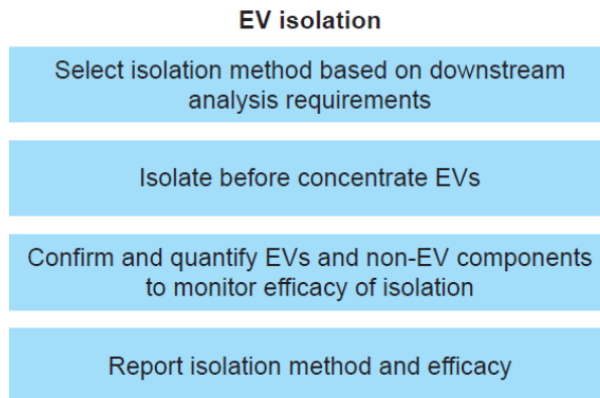 EV isolation
Select isolation method based on downstream
analysis requirements
Isolate before concentrate EVs
Confirm and quantify EVs and non-EV components
to monitor efficacy of isolation
Report isolation method and efficacy